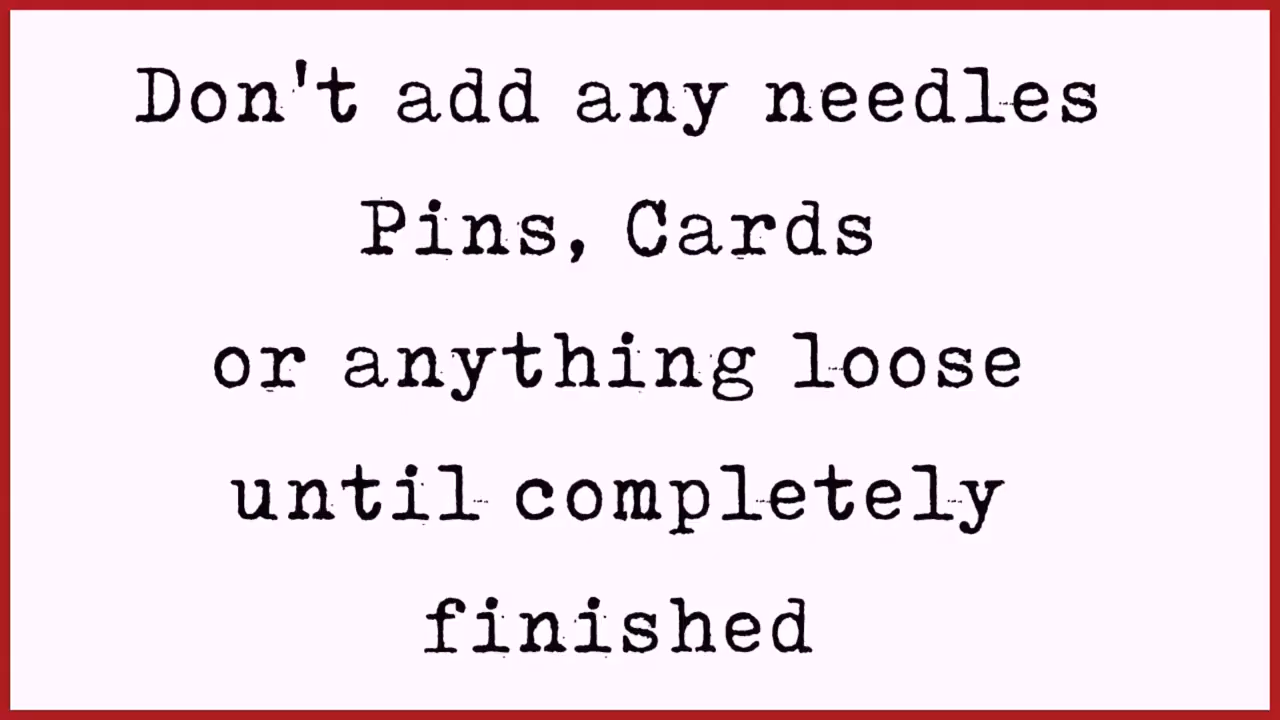 Don't add any needles
Pins, Cards
or anything loose
until completely
finished